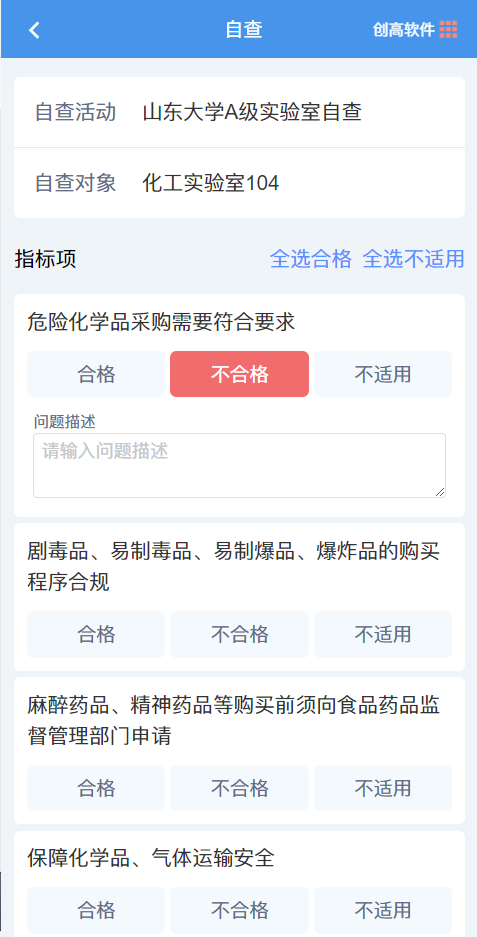 自查
创高软件
自查活动 山东大学A级实验室自查
自查对象 化工实验室104
指标项 全选合格 全选不适用
危险化学品采购需要符合要求
合格 不合格 不适用
问题描述
请输入问题描述
剧毒品、易制毒品、易制爆品、爆炸品的购买
程序合规
合格 不合格 不适用
麻醉药品、精神药品等购买前须向食品药品监
督管理部门申请
合格 不合格 不适用
保障化学品、气体运输安全
合格 不合格 不适用